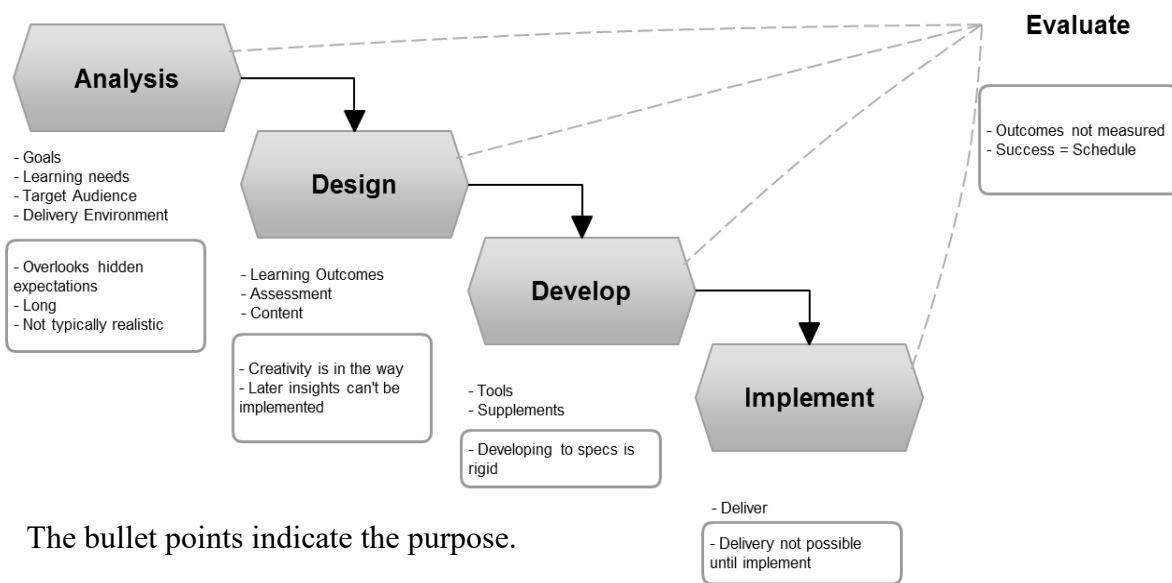 Evaluate
Analysis
- Outcomes not measured
- Success = Schedule
- Goals
- Learning needs
- Target Audience
- Delivery Environment
Design
- Overlooks hidden
expectations
- Long
- Not typically realistic
- Learning Outcomes
- Assessment
- Content
Develop
- Creativity is in the way
- Later insights can't be
implemented
- Tools
- Supplements
Implement
- Developing to specs is
rigid
- Deliver
- Delivery not possible
until implement
The bullet points indicate the purpose.